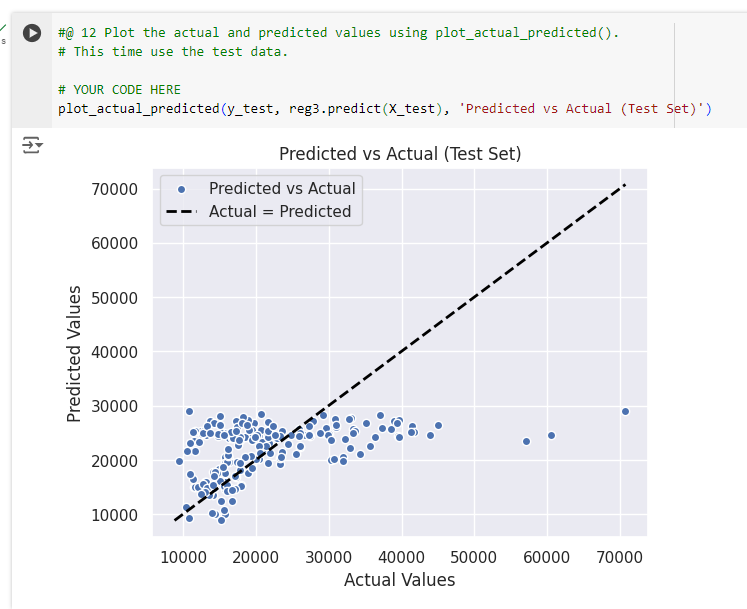 s
#@ 12 Plot the actual and predicted values using plot_actual_predicted().
# This time use the test data.
# YOUR CODE HERE
plot_actual_predicted(y_test, reg3.predict(X_test), 'Predicted vs Actual (Test Set)')
Predicted vs Actual (Test Set)
Predicted vs Actual
Actual = Predicted
70000
60000
50000
40000
30000
20000
10000
Predicted Values
10000 20000 30000 40000 50000 60000 70000
Actual Values